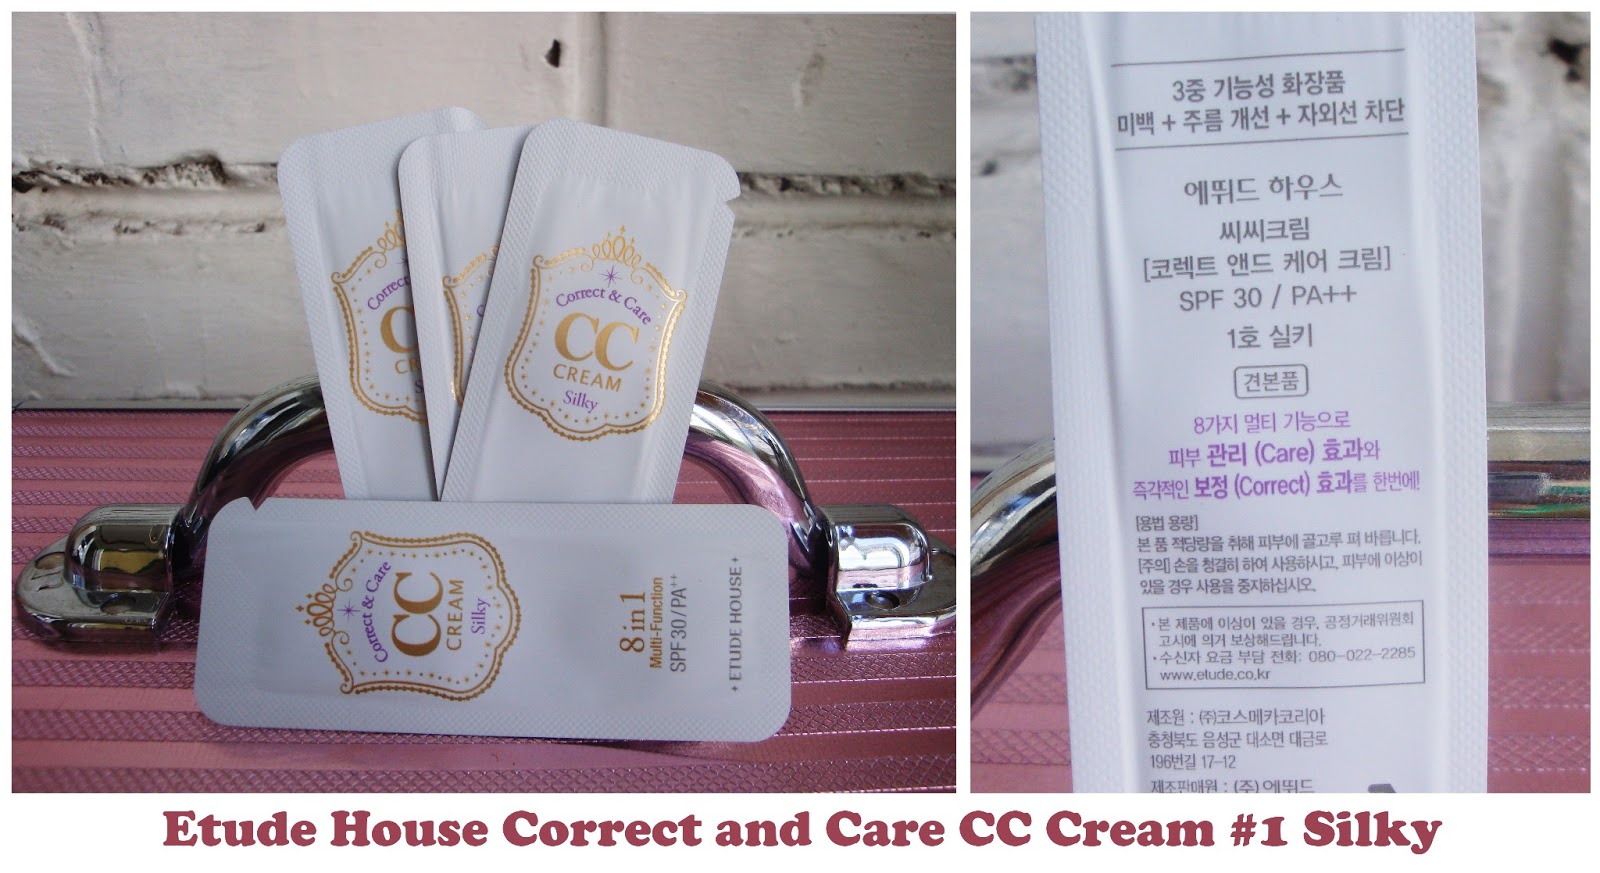 Correct & Care
CC
CREAM
Silky
Correct & Care
CC
CREAM
Silky
8 in 1
Multi-Function
SPF 30/PA++
+ ETUDE HOUSE +
3중 기능성 화장품
미백 + 주름 개선 + 자외선 차단
에뛰드 하우스
씨씨크림
[코렉트 앤드 케어 크림]
SPF 30 / PA++
1호 실키
견본품
8가지 멀티 기능으로
피부 관리 (Care) 효과와
즉각적인 보정 (Correct) 효과를 한번에!
[용법 용량]
본 품 적당량을 취해 피부에 골고루 펴 바릅니다.
[주의] 손을 청결히 하여 사용하시고, 피부에 이상이
있을 경우 사용을 중지하십시오.
• 본 제품에 이상이 있을 경우, 공정거래위원회
고시에 의거 보상해드립니다.
• 수신자 요금 부담 전화: 080-022-2285
www.etude.co.kr
제조원 : ㈜코스메카코리아
충청북도 음성군 대소면 대금로
196번길 17-12
제조판매원 : (주) 에뛰드
Etude House Correct and Care CC Cream #1 Silky